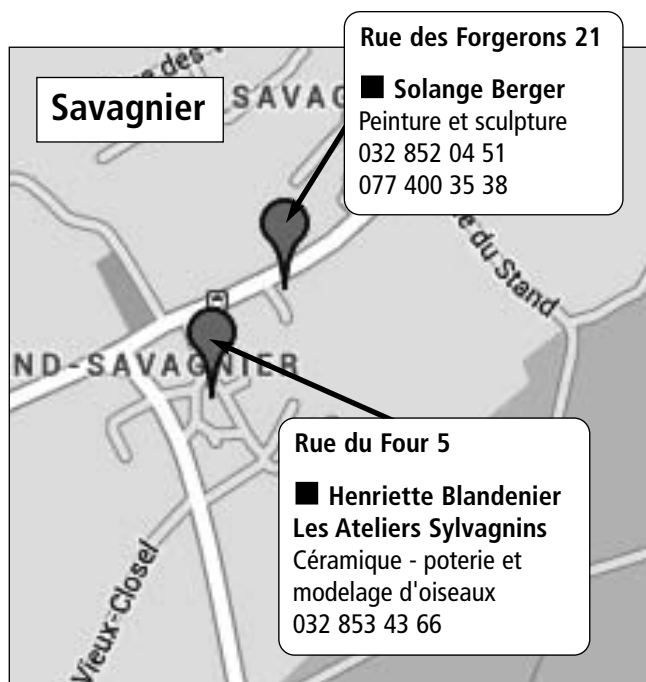 Savagnier
Rue des Forgerons 21
■ Solange Berger
Peinture et sculpture
032 852 04 51
077 400 35 38
des
SAVAG
du Stand
ND-SAVAGNIER
Vieux-Closel
Rue du Four 5
■ Henriette Blandenier
Les Ateliers Sylvagnins
Céramique - poterie et
modelage d'oiseaux
032 853 43 66